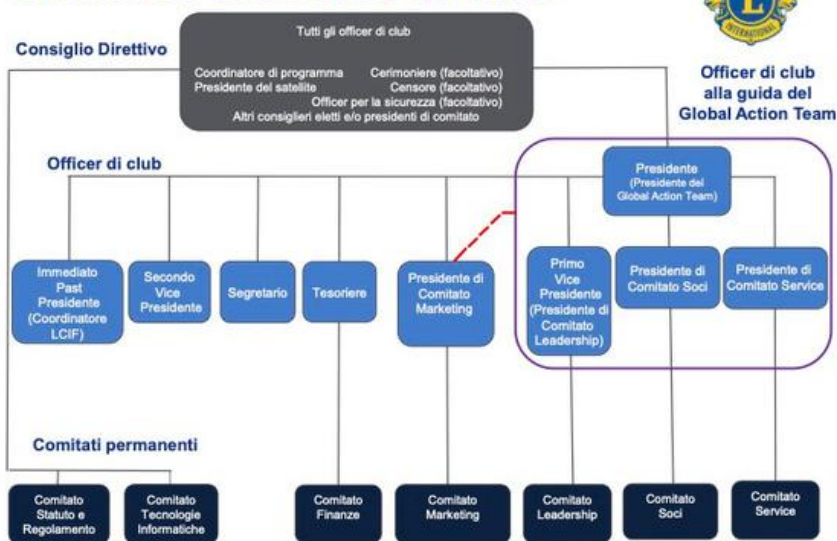 L
INTERNATIONAL
Consiglio Direttivo
Tutti gli officer di club
Coordinatore di programma Cerimoniere (facoltativo)
Presidente del satellite Censore (facoltativo)
Officer per la sicurezza (facoltativo)
Altri consiglieri eletti e/o presidenti di comitato
Officer di club
alla guida del
Global Action Team
Officer di club
Presidente
(Presidente del
Global Action Team)
Immediato
Past
Presidente
(Coordinatore
LCIF)
Secondo
Vice
Presidente
Segretario
Tesoriere
Presidente di
Comitato
Marketing
Primo
Vice
Presidente
(Presidente di
Comitato
Leadership)
Presidente di
Comitato Soci
Presidente di
Comitato Service
Comitati permanenti
Comitato
Statuto e
Regolamento
Comitato
Tecnologie
Informatiche
Comitato
Finanze
Comitato
Marketing
Comitato
Leadership
Comitato
Soci
Comitato
Service